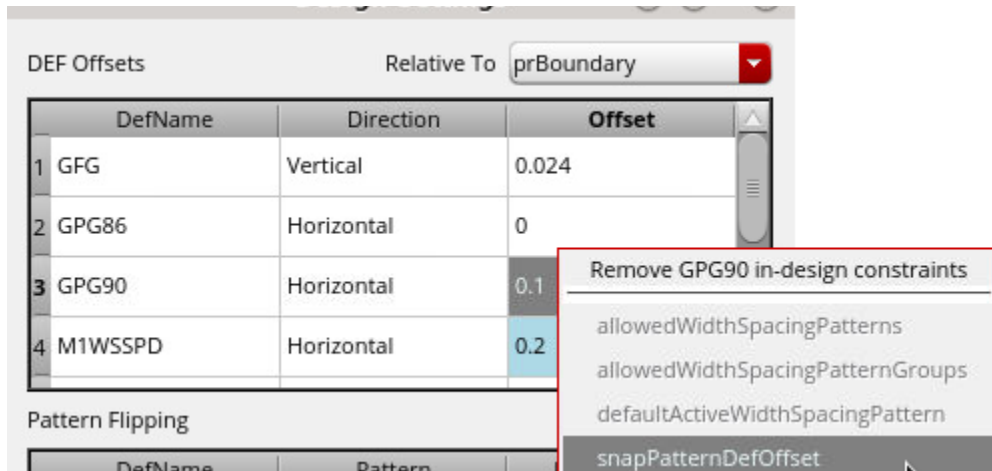 DEF Offsets Relative To prBoundary
DefName Direction Offset
1 GFG Vertical 0.024
2 GPG86 Horizontal 0
3 GPG90 Horizontal 0.1
4 M1WSSPD Horizontal 0.2
Remove GPG90 in-design constraints
allowedWidthSpacingPatterns
allowedWidthSpacingPatternGroups
defaultActiveWidthSpacingPattern
snapPatternDefOffset
Pattern Flipping
DefName Pattern